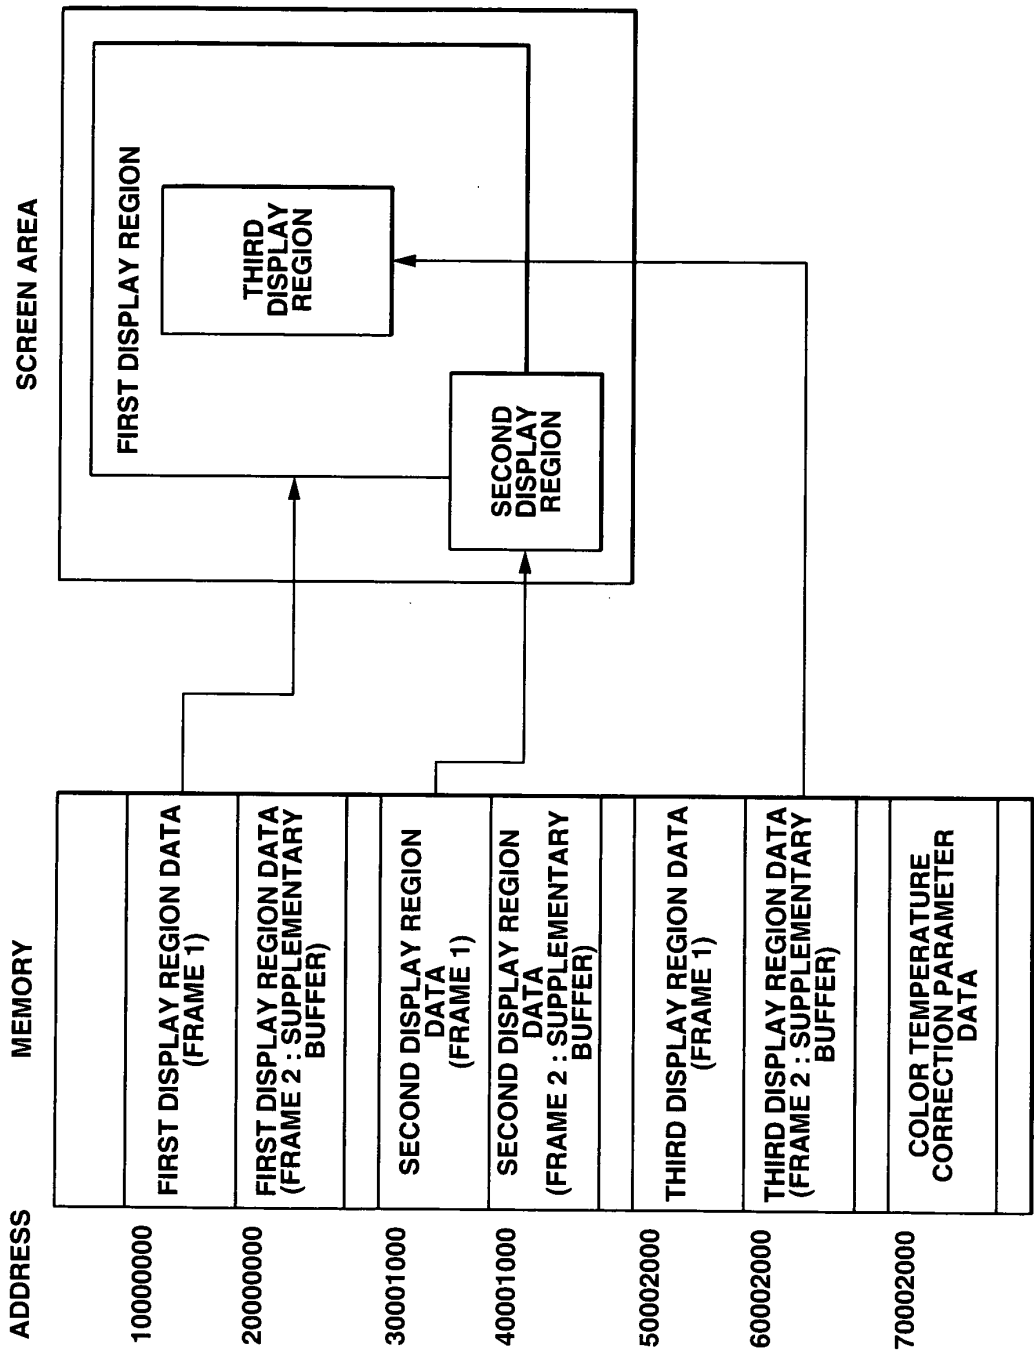 ADDRESS
MEMORY
SCREEN AREA
10000000
FIRST DISPLAY REGION DATA
(FRAME 1)
20000000
FIRST DISPLAY REGION DATA
(FRAME 2 : SUPPLEMENTARY
BUFFER)
30001000
SECOND DISPLAY REGION
DATA
(FRAME 1)
40001000
SECOND DISPLAY REGION
DATA
(FRAME 2 : SUPPLEMENTARY
BUFFER)
50002000
THIRD DISPLAY REGION DATA
(FRAME 1)
60002000
THIRD DISPLAY REGION DATA
(FRAME 2 : SUPPLEMENTARY
BUFFER)
70002000
COLOR TEMPERATURE
CORRECTION PARAMETER
DATA
FIRST DISPLAY REGION
THIRD
DISPLAY
REGION
SECOND
DISPLAY
REGION